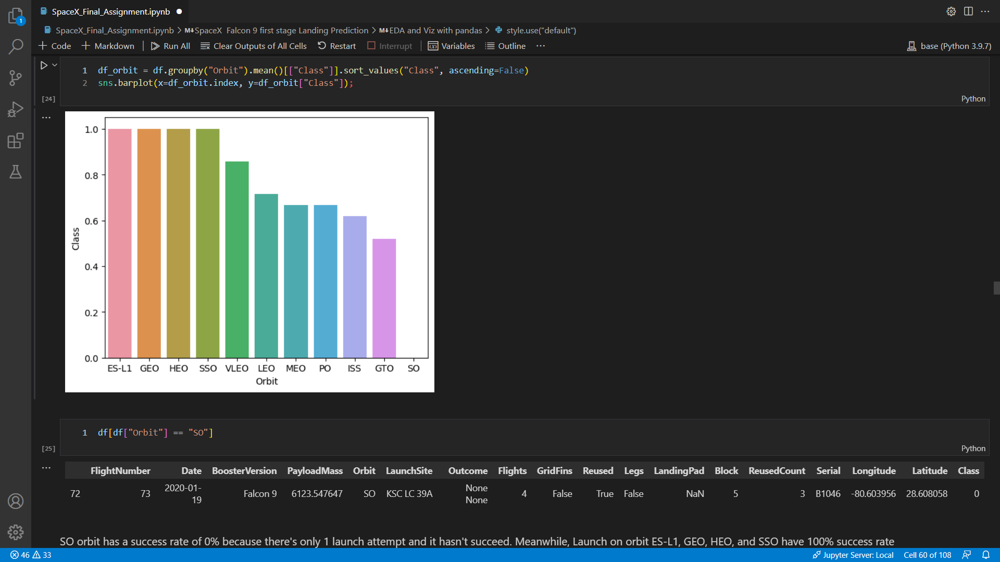 SpaceX_Final_Assignment.ipynb
1
SpaceX_Final_Assignment.ipynb > M↓SpaceX Falcon 9 first stage Landing Prediction > M↓EDA and Viz with pandas > style.use("default")
+ Code + Markdown | Run All Clear Outputs of All Cells Restart Interrupt | Variables Outline ··· base (Python 3.9.7)
1 df_orbit = df.groupby("Orbit").mean()[["Class"]].sort_values("Class", ascending=False)
2 sns.barplot(x=df_orbit.index, y=df_orbit["Class"]);
[24] Python
1.0
0.8
0.6
Class
0.4
0.2
0.0
ES-L1 GEO HEO SSO VLEO LEO MEO PO ISS GTO SO
Orbit
1 df[df["Orbit"] == "SO"]
[25] Python
FlightNumber Date BoosterVersion PayloadMass Orbit LaunchSite Outcome Flights GridFins Reused Legs LandingPad Block ReusedCount Serial Longitude Latitude Class
72 73 2020-01-19 Falcon 9 6123.547647 SO KSC LC 39A None None 4 False True False NaN 5 3 B1046 -80.603956 28.608058 0
SO orbit has a success rate of 0% because there's only 1 launch attempt and it hasn't succeed. Meanwhile, Launch on orbit ES-L1, GEO, HEO, and SSO have 100% success rate
46 33 Jupyter Server: Local Cell 60 of 108